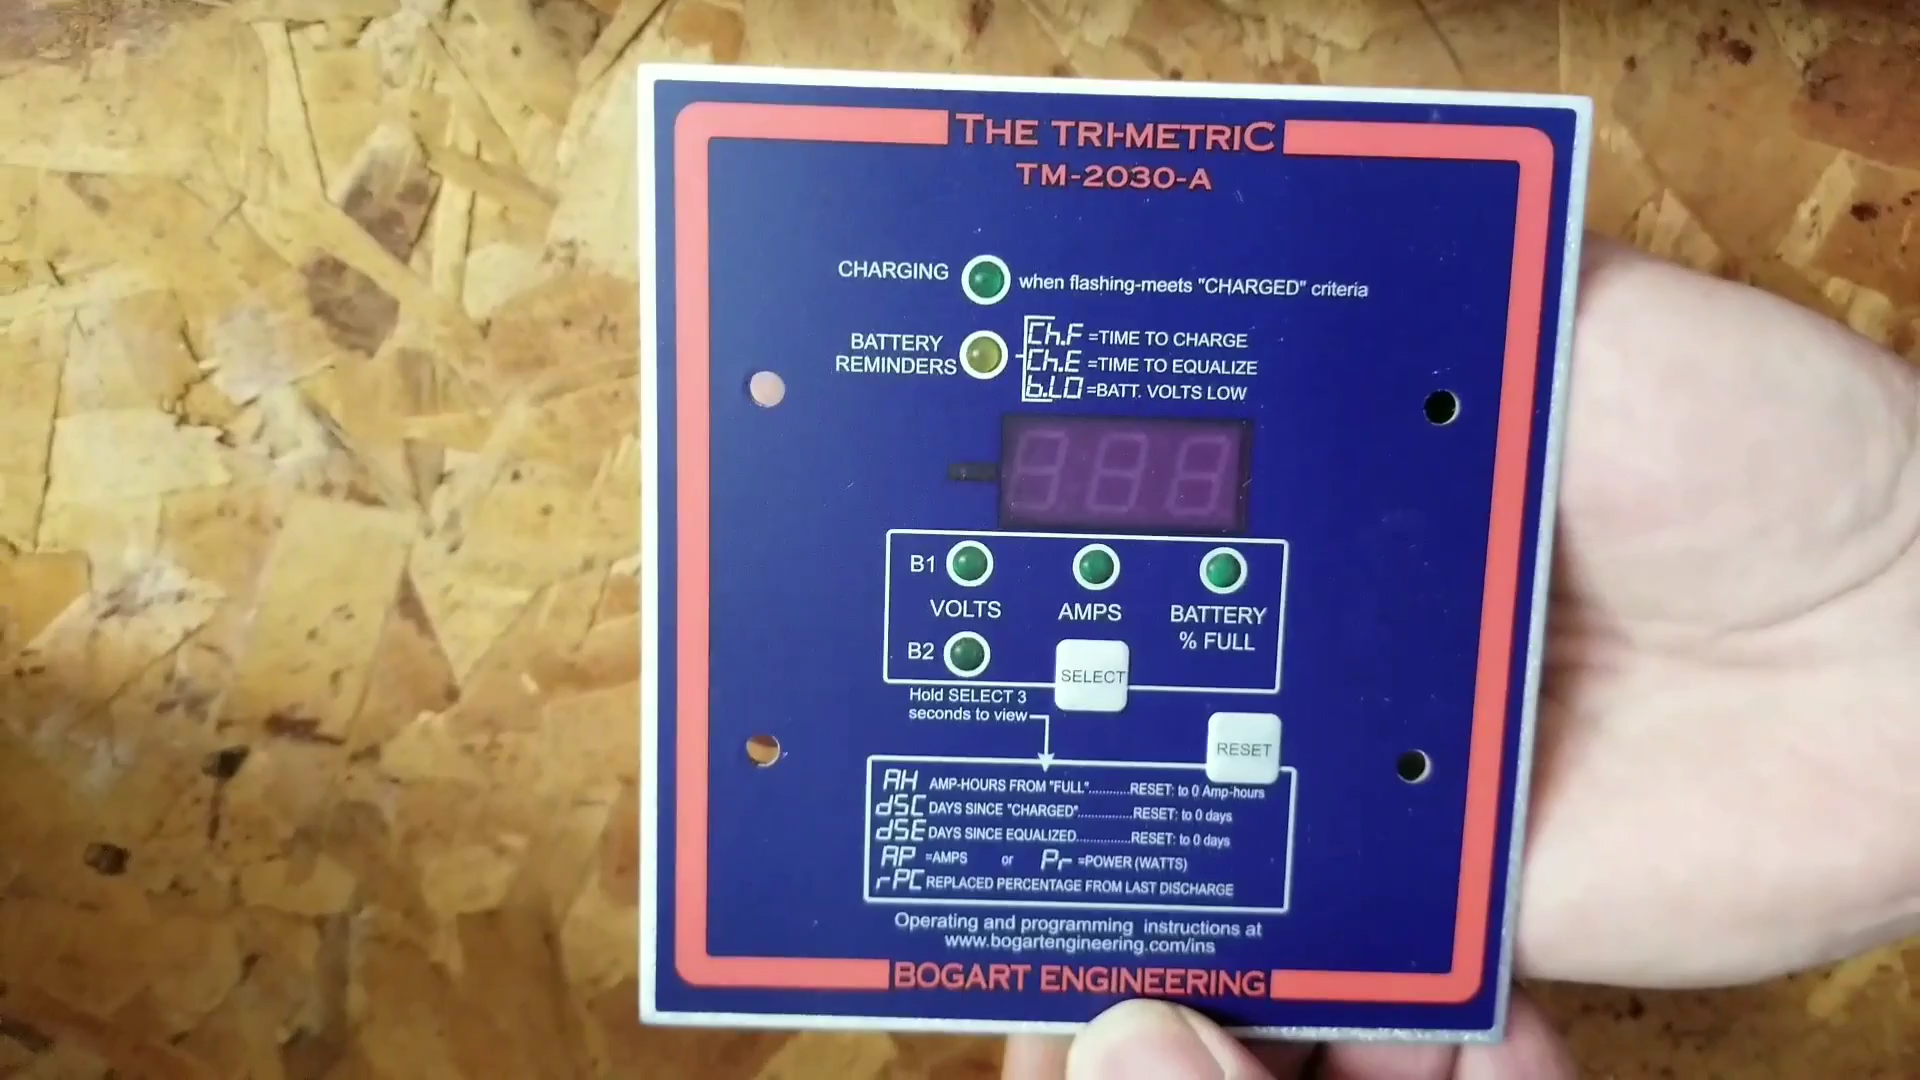 THE TRI-METRIC
TM-2030-A
CHARGING when flashing-meets "CHARGED" criteria
BATTERY REMINDERS
Ch.F =TIME TO CHARGE
Ch.E =TIME TO EQUALIZE
b.LO =BATT. VOLTS LOW
B1
VOLTS AMPS BATTERY % FULL
B2
SELECT
Hold SELECT 3
seconds to view
RESET
AH AMP-HOURS FROM "FULL"...........RESET: to 0 Amp-hours
dSC DAYS SINCE "CHARGED"...............RESET: to 0 days
dSE DAYS SINCE EQUALIZED...............RESET: to 0 days
AP =AMPS or Pr =POWER (WATTS)
rPC REPLACED PERCENTAGE FROM LAST DISCHARGE
Operating and programming instructions at
www.bogartengineering.com/ins
BOGART ENGINEERING